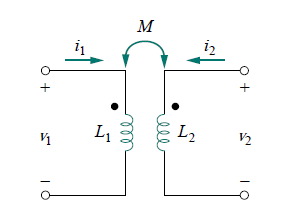 M
i₁ i₂
+ +
L₁ L₂
v₁ v₂
− −